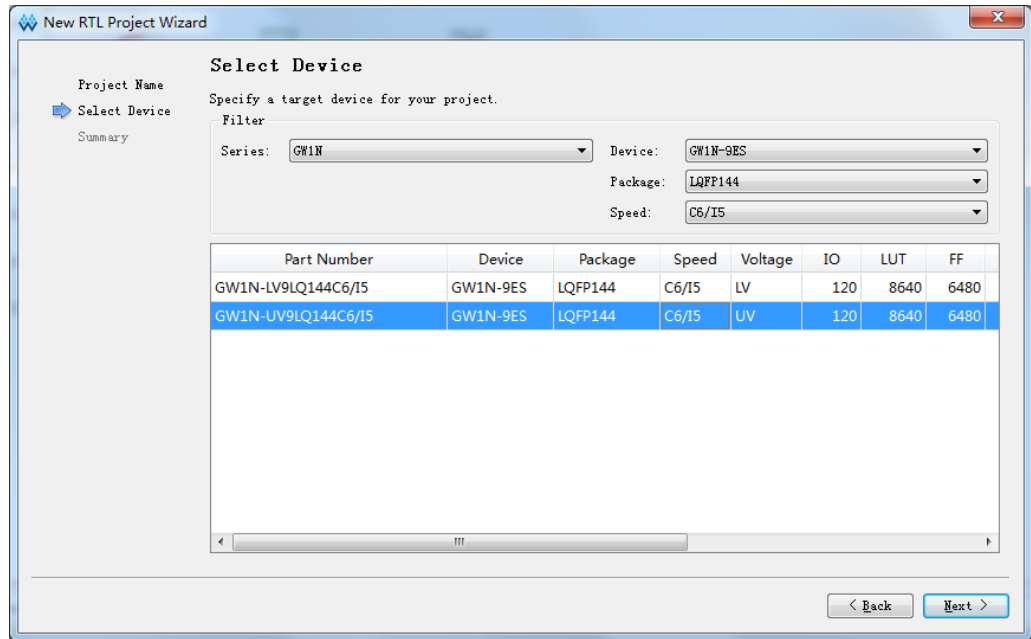 New RTL Project Wizard
Project Name
Select Device
Summary
Select Device
Specify a target device for your project.
Filter
Series: GW1N
Device: GW1N-9ES
Package: LQFP144
Speed: C6/I5
Part Number Device Package Speed Voltage IO LUT FF
GW1N-LV9LQ144C6/I5 GW1N-9ES LQFP144 C6/I5 LV 120 8640 6480
GW1N-UV9LQ144C6/I5 GW1N-9ES LQFP144 C6/I5 UV 120 8640 6480
< Back Next >